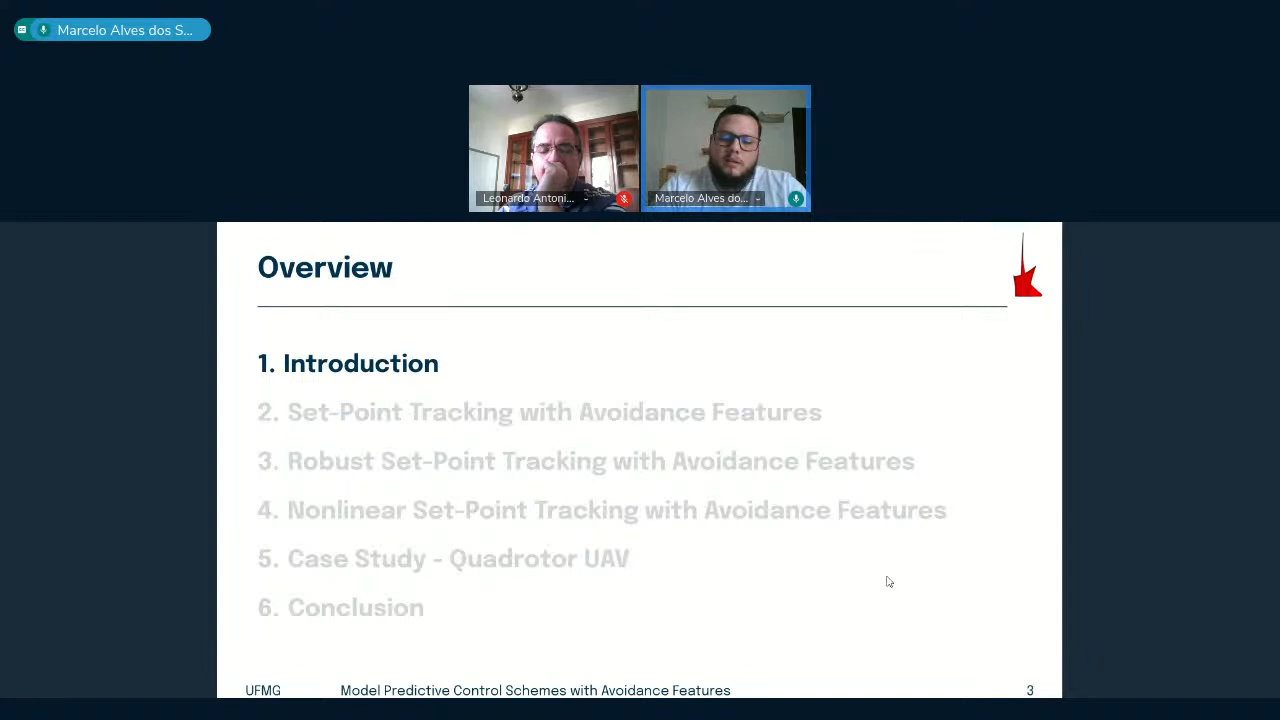 Marcelo Alves dos S...
Leonardo Antoni...
Marcelo Alves do...
Overview
1. Introduction
2. Set-Point Tracking with Avoidance Features
3. Robust Set-Point Tracking with Avoidance Features
4. Nonlinear Set-Point Tracking with Avoidance Features
5. Case Study - Quadrotor UAV
6. Conclusion
UFMG Model Predictive Control Schemes with Avoidance Features 3